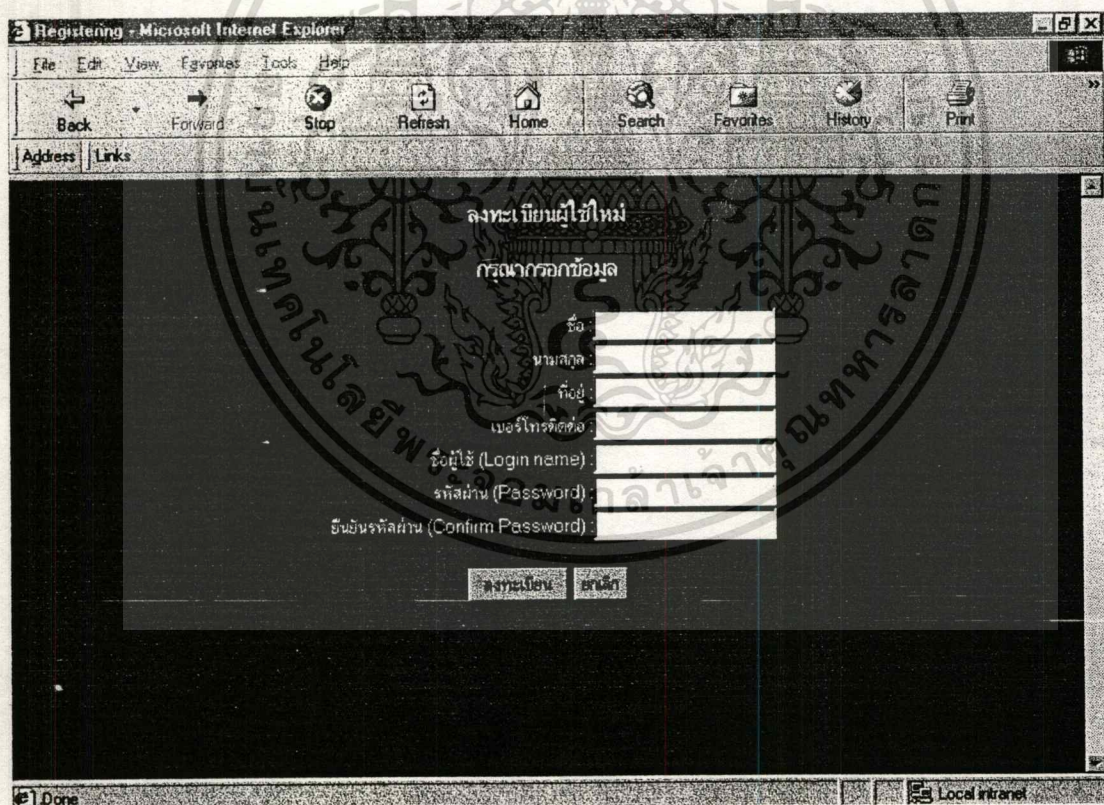 Registering - Microsoft Internet Explorer
File Edit View Favorites Tools Help
Back Forward Stop Refresh Home Search Favorites History Print
Address Links
ลงทะเบียนผู้ใช้ใหม่
กรุณากรอกข้อมูล
ชื่อ :
นามสกุล :
ที่อยู่ :
เบอร์โทรติดต่อ :
ชื่อผู้ใช้ (Login name) :
รหัสผ่าน (Password) :
ยืนยันรหัสผ่าน (Confirm Password) :
ลงทะเบียน ยกเลิก
Done Local intranet